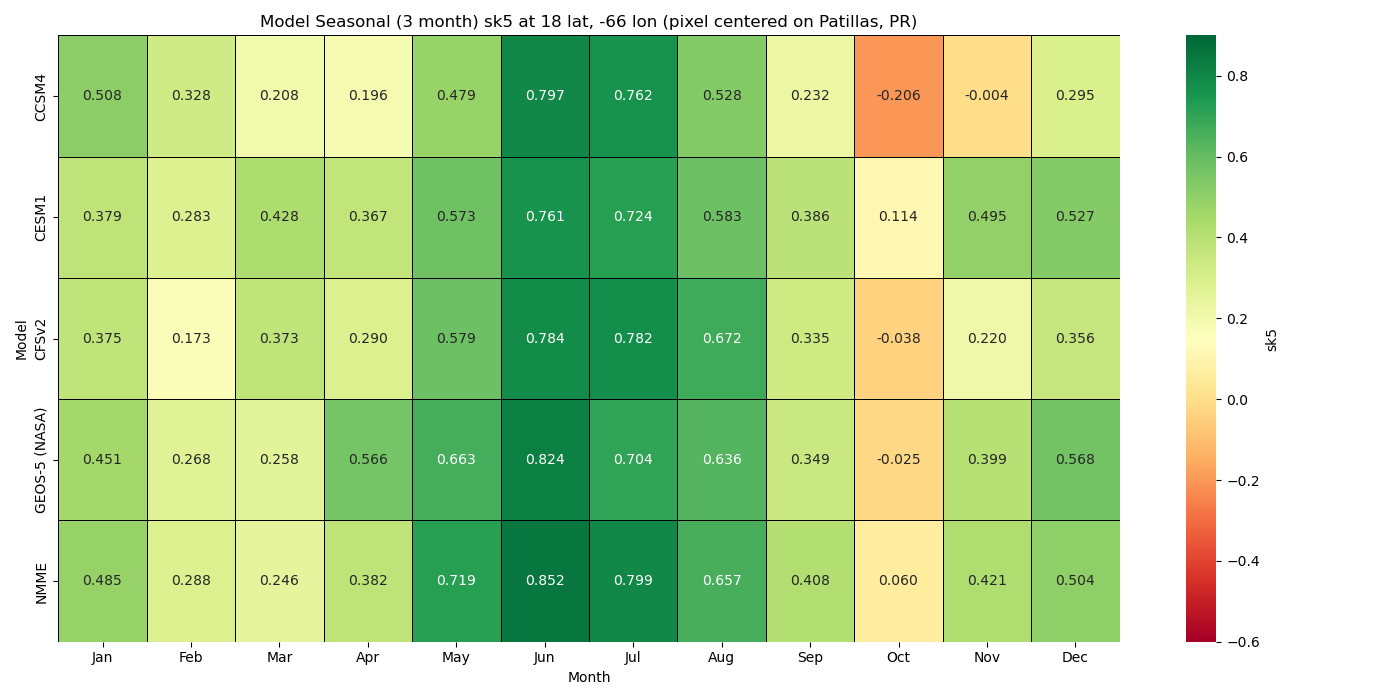 Model Seasonal (3 month) sk5 at 18 lat, -66 lon (pixel centered on Patillas, PR)
Model
CCSM4 0.508 0.328 0.208 0.196 0.479 0.797 0.762 0.528 0.232 -0.206 -0.004 0.295
CESM1 0.379 0.283 0.428 0.367 0.573 0.761 0.724 0.583 0.386 0.114 0.495 0.527
CFSv2 0.375 0.173 0.373 0.290 0.579 0.784 0.782 0.672 0.335 -0.038 0.220 0.356
GEOS-5 (NASA) 0.451 0.268 0.258 0.566 0.663 0.824 0.704 0.636 0.349 -0.025 0.399 0.568
NMME 0.485 0.288 0.246 0.382 0.719 0.852 0.799 0.657 0.408 0.060 0.421 0.504
Jan Feb Mar Apr May Jun Jul Aug Sep Oct Nov Dec
Month
0.8
0.6
0.4
0.2
0.0
−0.2
−0.4
−0.6
sk5